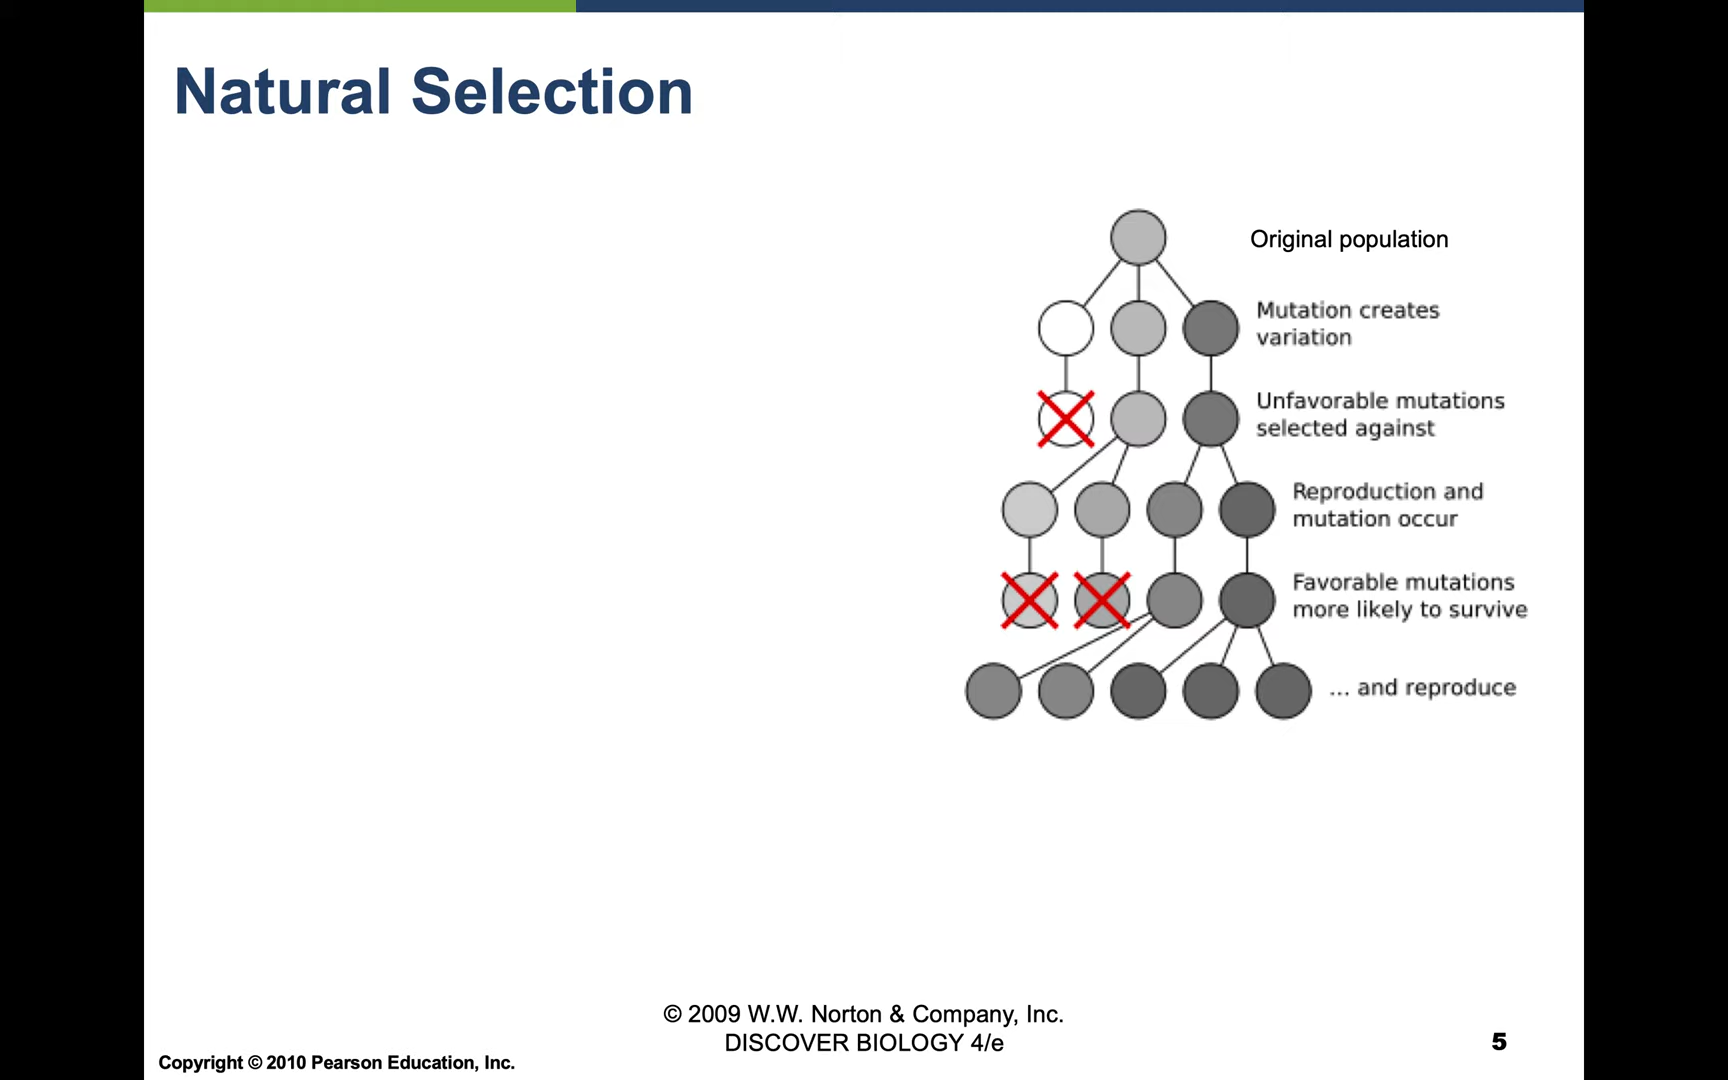 Natural Selection
Original population
Mutation creates
variation
Unfavorable mutations
selected against
Reproduction and
mutation occur
Favorable mutations
more likely to survive
... and reproduce
© 2009 W.W. Norton & Company, Inc.
DISCOVER BIOLOGY 4/e
5
Copyright © 2010 Pearson Education, Inc.